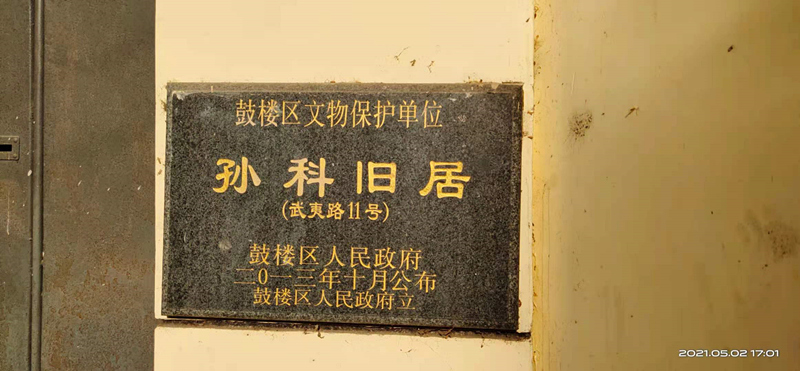 鼓楼区文物保护单位
孙科旧居
(武夷路11号)
鼓楼区人民政府
二0一三年十月公布
鼓楼区人民政府立
2021.05.02 17:01